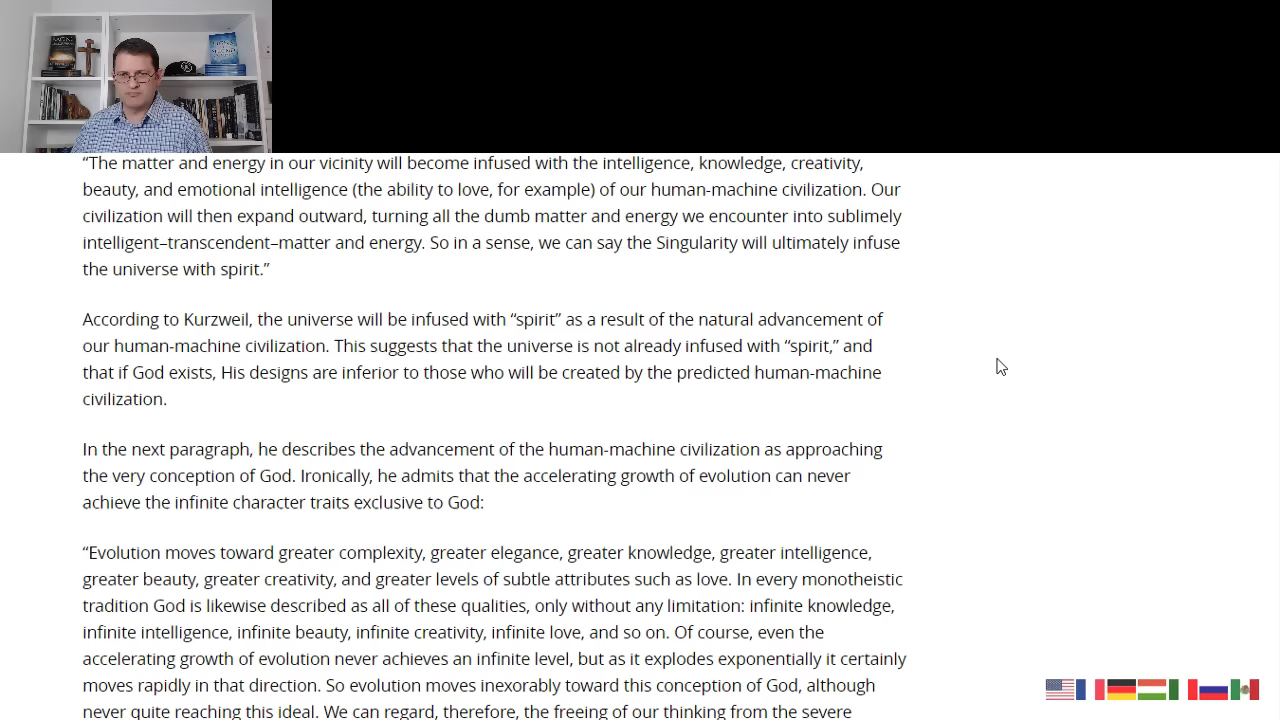 “The matter and energy in our vicinity will become infused with the intelligence, knowledge, creativity,
beauty, and emotional intelligence (the ability to love, for example) of our human-machine civilization. Our
civilization will then expand outward, turning all the dumb matter and energy we encounter into sublimely
intelligent–transcendent–matter and energy. So in a sense, we can say the Singularity will ultimately infuse
the universe with spirit.”
According to Kurzweil, the universe will be infused with “spirit” as a result of the natural advancement of
our human-machine civilization. This suggests that the universe is not already infused with “spirit,” and
that if God exists, His designs are inferior to those who will be created by the predicted human-machine
civilization.
In the next paragraph, he describes the advancement of the human-machine civilization as approaching
the very conception of God. Ironically, he admits that the accelerating growth of evolution can never
achieve the infinite character traits exclusive to God:
“Evolution moves toward greater complexity, greater elegance, greater knowledge, greater intelligence,
greater beauty, greater creativity, and greater levels of subtle attributes such as love. In every monotheistic
tradition God is likewise described as all of these qualities, only without any limitation: infinite knowledge,
infinite intelligence, infinite beauty, infinite creativity, infinite love, and so on. Of course, even the
accelerating growth of evolution never achieves an infinite level, but as it explodes exponentially it certainly
moves rapidly in that direction. So evolution moves inexorably toward this conception of God, although
never quite reaching this ideal. We can regard, therefore, the freeing of our thinking from the severe